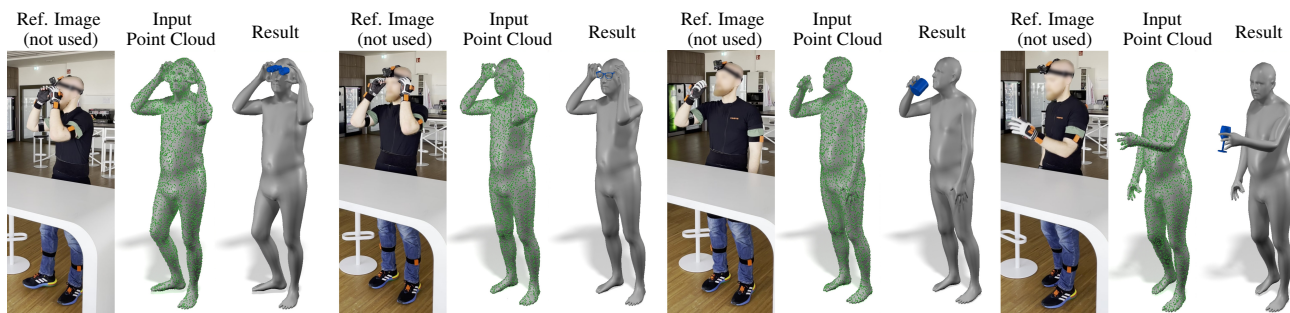 Ref. Image
(not used)
Input
Point Cloud
Result
Ref. Image
(not used)
Input
Point Cloud
Result
Ref. Image
(not used)
Input
Point Cloud
Result
Ref. Image
(not used)
Input
Point Cloud
Result